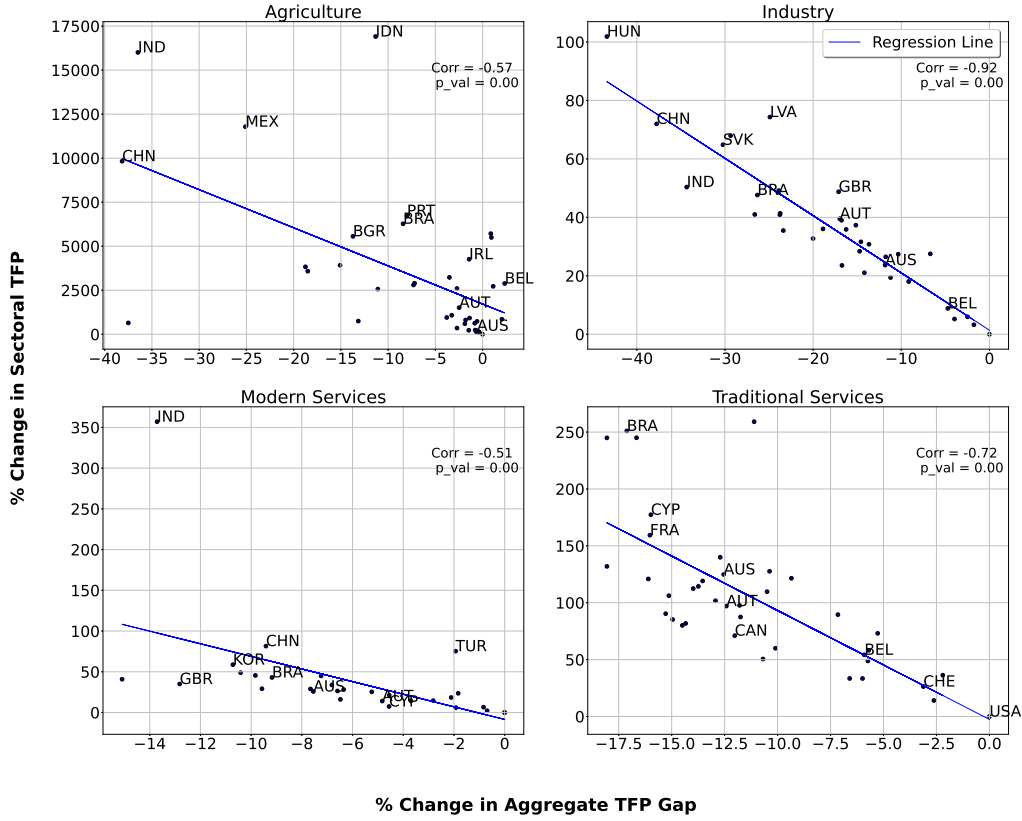 Agriculture
17500
15000
12500
10000
7500
5000
2500
0
IDN
IND
Corr = -0.57
p_val = 0.00
MEX
CHN
PRT
BRA
BGR
IRL
BEL
AUT
AUS
−40
−35
−30
−25
−20
−15
−10
−5
0
Industry
100
80
60
40
20
0
HUN
Regression Line
Corr = -0.92
p_val = 0.00
LVA
CHN
SVK
IND
BRA
GBR
AUT
AUS
BEL
−40
−30
−20
−10
0
% Change in Sectoral TFP
Modern Services
350
300
250
200
150
100
50
0
IND
Corr = -0.51
p_val = 0.00
CHN
TUR
KOR
BRA
GBR
AUS
AUT
CYP
−14
−12
−10
−8
−6
−4
−2
0
Traditional Services
250
200
150
100
50
0
BRA
Corr = -0.72
p_val = 0.00
CYP
FRA
AUS
AUT
CAN
BEL
CHE
USA
−17.5
−15.0
−12.5
−10.0
−7.5
−5.0
−2.5
0.0
% Change in Aggregate TFP Gap